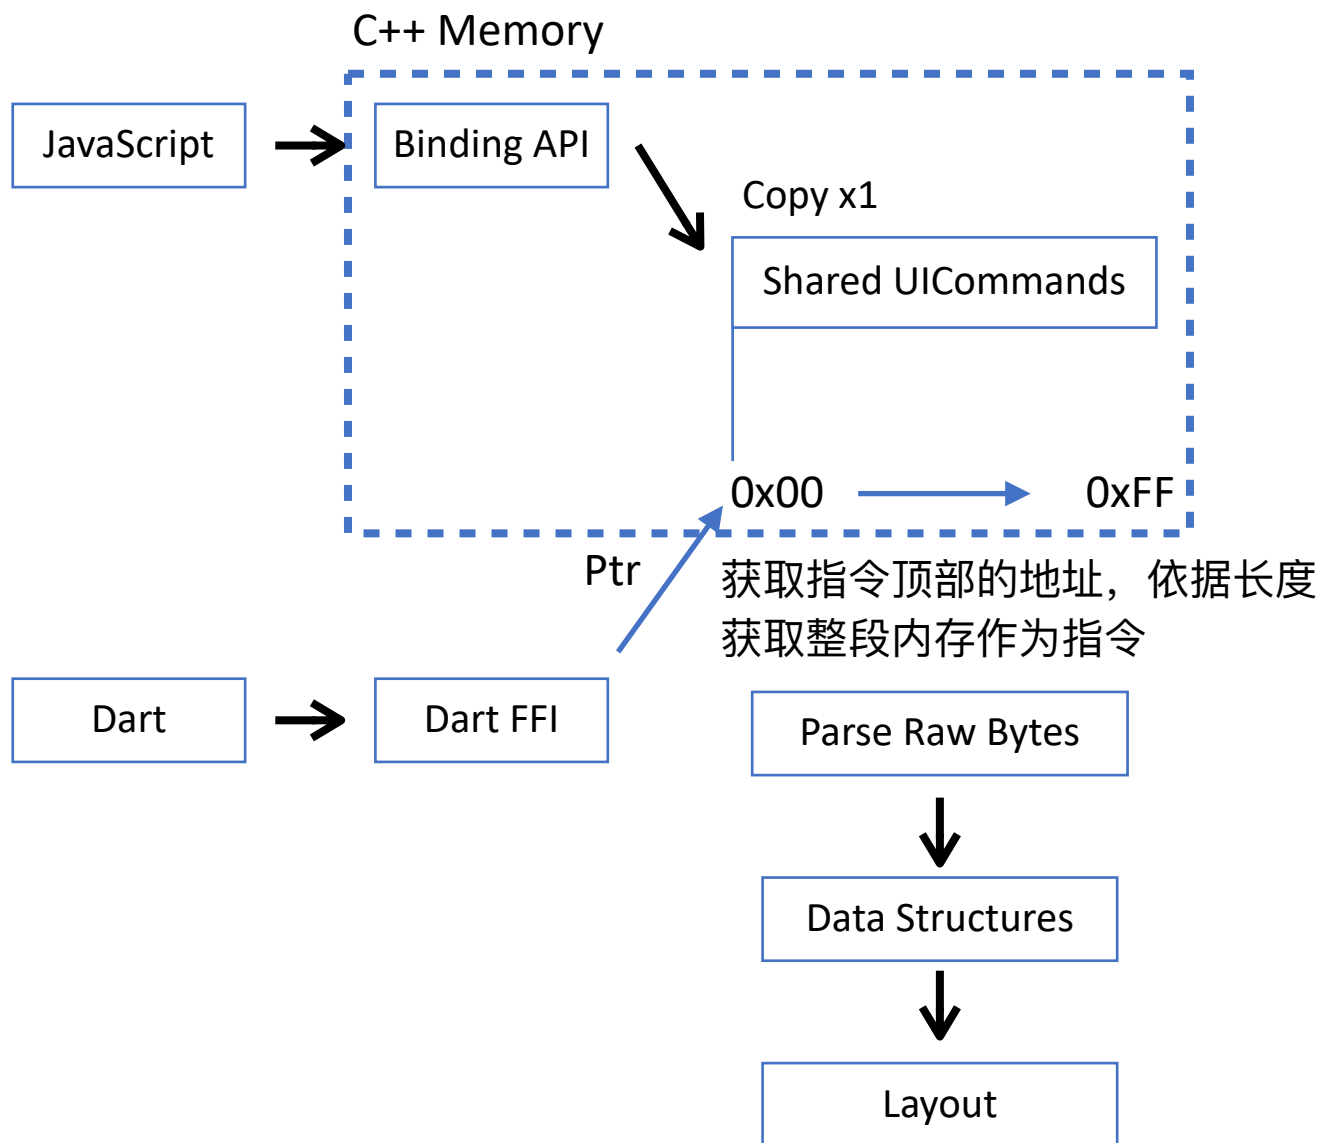 C++ Memory
JavaScript
Binding API
Copy x1
Shared UICommands
0x00
0xFF
Ptr
获取指令顶部的地址，依据长度
获取整段内存作为指令
Dart
Dart FFI
Parse Raw Bytes
Data Structures
Layout